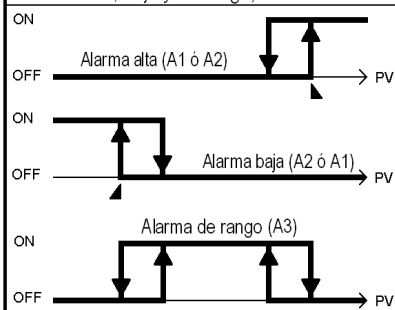 ON
Alarma alta (A1 ó A2)
OFF
PV
ON
Alarma baja (A2 ó A1)
OFF
PV
Alarma de rango (A3)
ON
OFF
PV